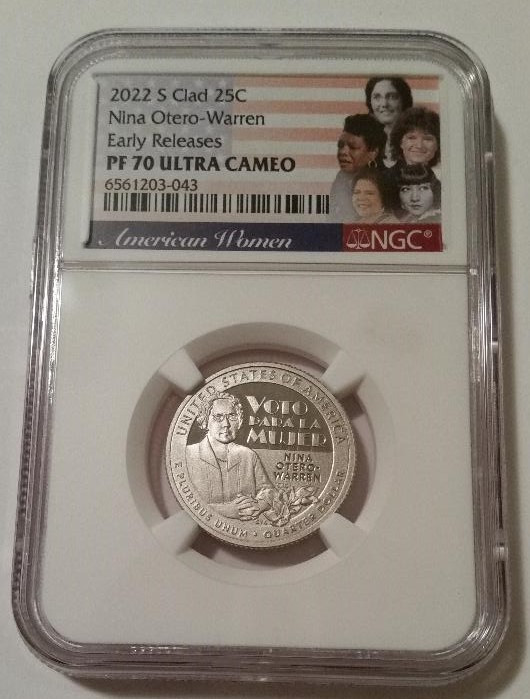 2022 S Clad 25C
Nina Otero-Warren
Early Releases
PF 70 ULTRA CAMEO
6561203-043
American Women
NGC®
UNITED STATES OF AMERICA
VOTO
PARA LA
MUJER
NINA
OTERO-
WARREN
E PLURIBUS UNUM • QUARTER DOLLAR